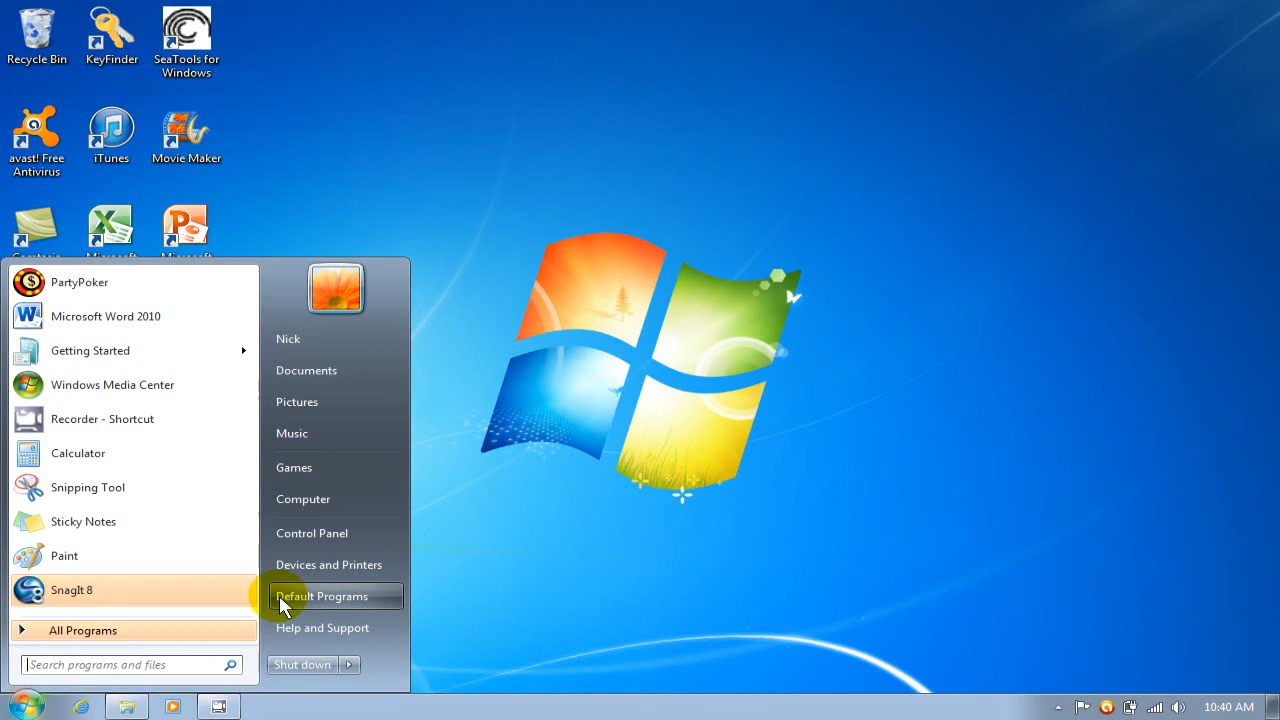 Recycle Bin
KeyFinder
SeaTools for
Windows
avast! Free
Antivirus
iTunes
Movie Maker
PartyPoker
Microsoft Word 2010
Getting Started
Windows Media Center
Recorder - Shortcut
Calculator
Snipping Tool
Sticky Notes
Paint
SnagIt 8
All Programs
Search programs and files
Nick
Documents
Pictures
Music
Games
Computer
Control Panel
Devices and Printers
Default Programs
Help and Support
Shut down
10:40 AM